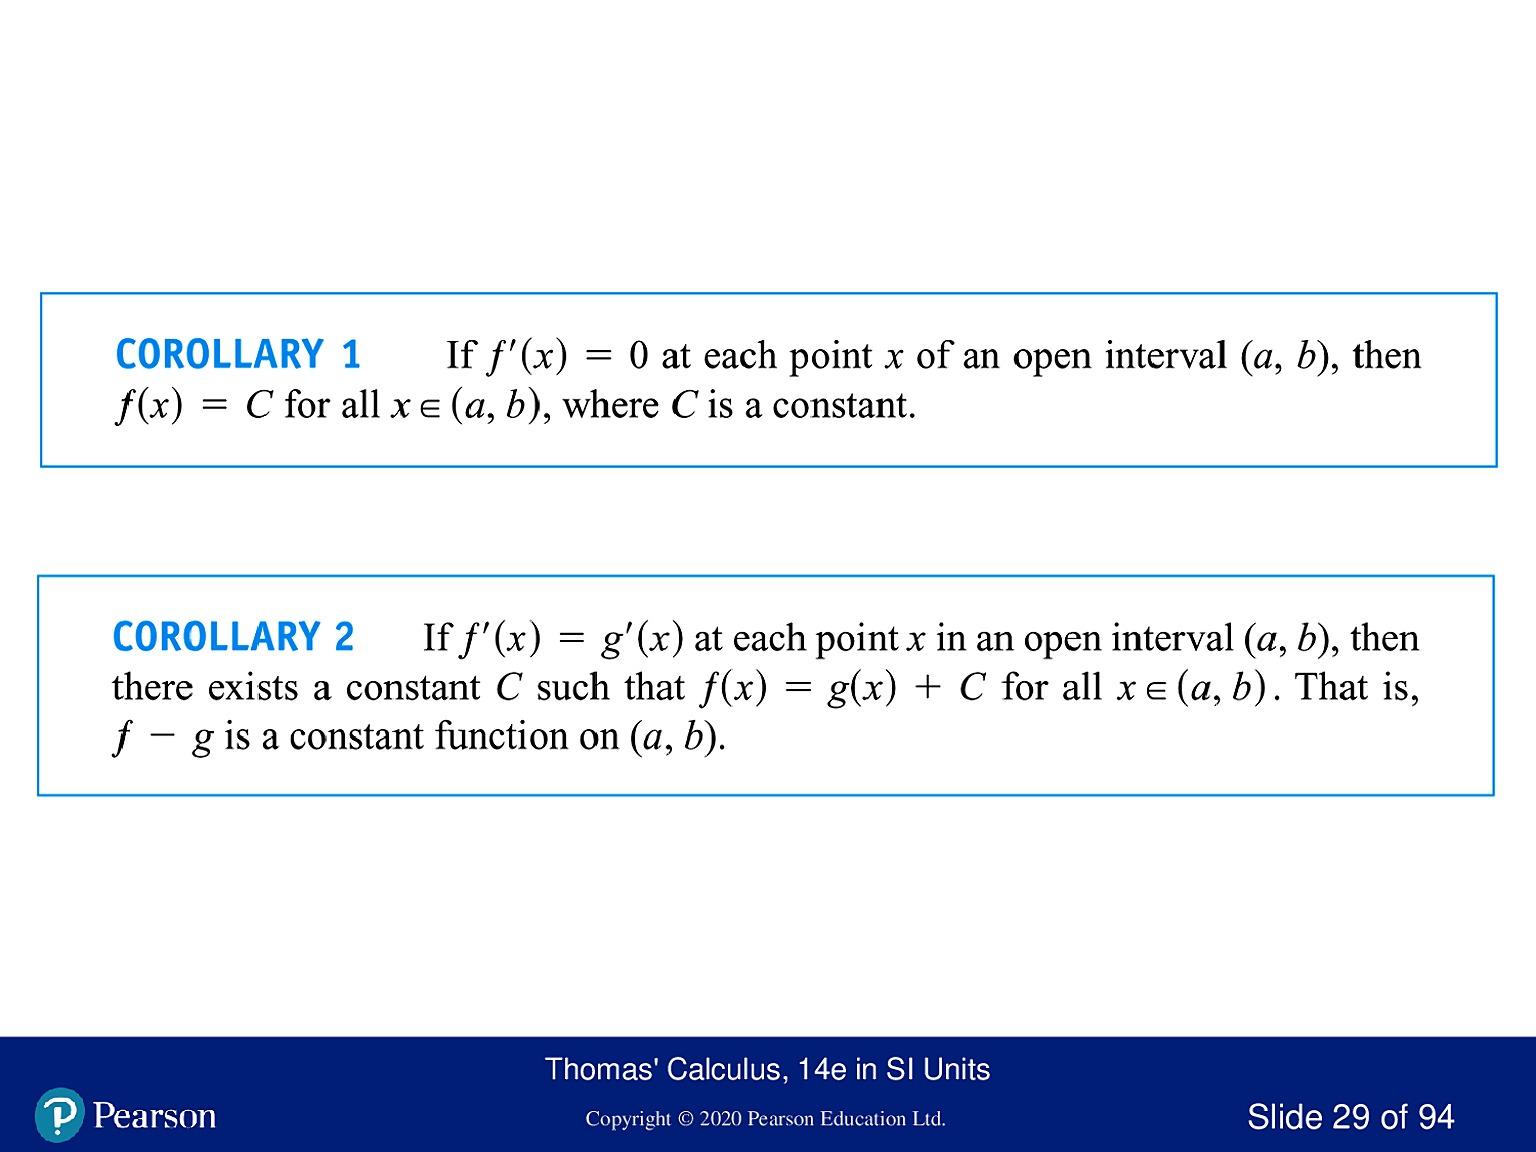 COROLLARY 1 If f′(x) = 0 at each point x of an open interval (a, b), then
f(x) = C for all x ∈ (a, b), where C is a constant.
COROLLARY 2 If f′(x) = g′(x) at each point x in an open interval (a, b), then
there exists a constant C such that f(x) = g(x) + C for all x ∈ (a, b). That is,
f − g is a constant function on (a, b).
Thomas' Calculus, 14e in SI Units
Pearson
Copyright © 2020 Pearson Education Ltd.
Slide 29 of 94